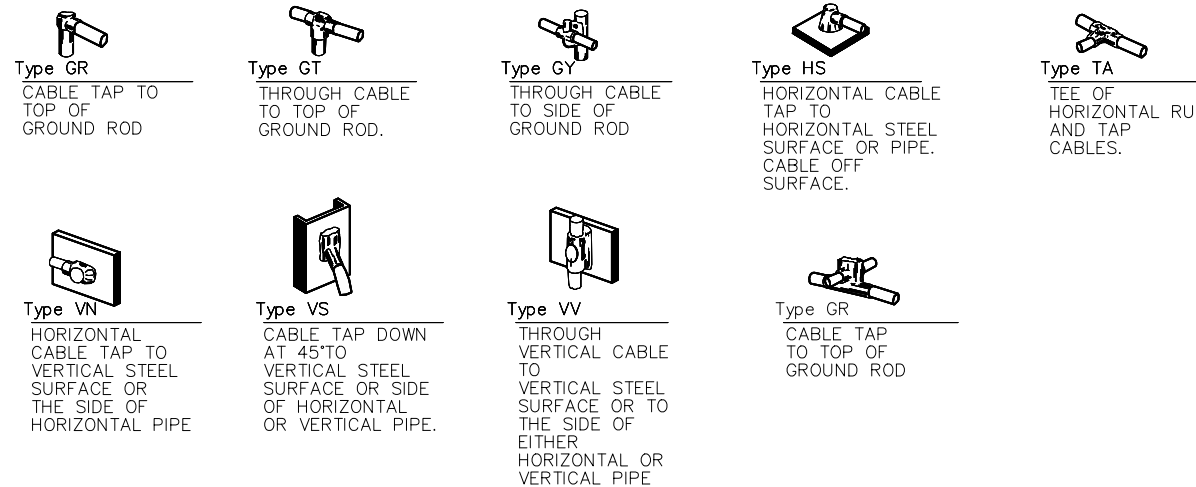 Type GR
CABLE TAP TO
TOP OF
GROUND ROD
Type GT
THROUGH CABLE
TO TOP OF
GROUND ROD.
Type GY
THROUGH CABLE
TO SIDE OF
GROUND ROD
Type HS
HORIZONTAL CABLE
TAP TO
HORIZONTAL STEEL
SURFACE OR PIPE.
CABLE OFF
SURFACE.
Type TA
TEE OF
HORIZONTAL RU
AND TAP
CABLES.
Type VN
HORIZONTAL
CABLE TAP TO
VERTICAL STEEL
SURFACE OR
THE SIDE OF
HORIZONTAL PIPE
Type VS
CABLE TAP DOWN
AT 45°TO
VERTICAL STEEL
SURFACE OR SIDE
OF HORIZONTAL
OR VERTICAL PIPE.
Type VV
THROUGH
VERTICAL CABLE
TO
VERTICAL STEEL
SURFACE OR TO
THE SIDE OF
EITHER
HORIZONTAL OR
VERTICAL PIPE
Type GR
CABLE TAP
TO TOP OF
GROUND ROD